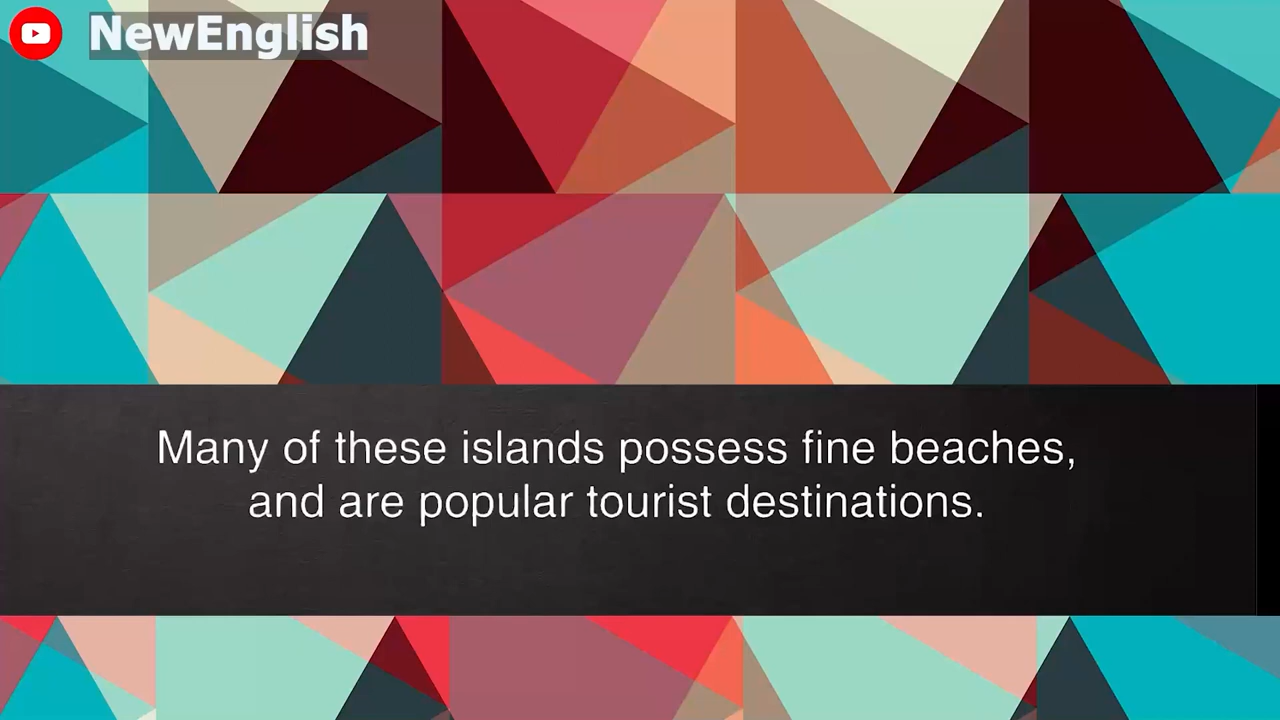 NewEnglish
Many of these islands possess fine beaches,
and are popular tourist destinations.